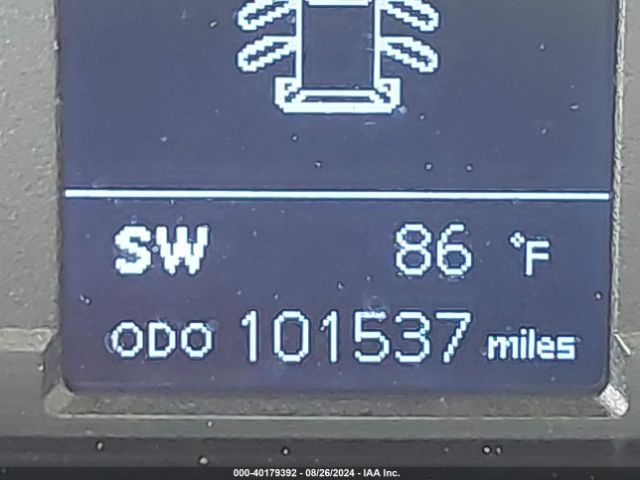 SW 86 °F
ODO 101537 miles
000-40179392 - 08/26/2024 - IAA Inc.